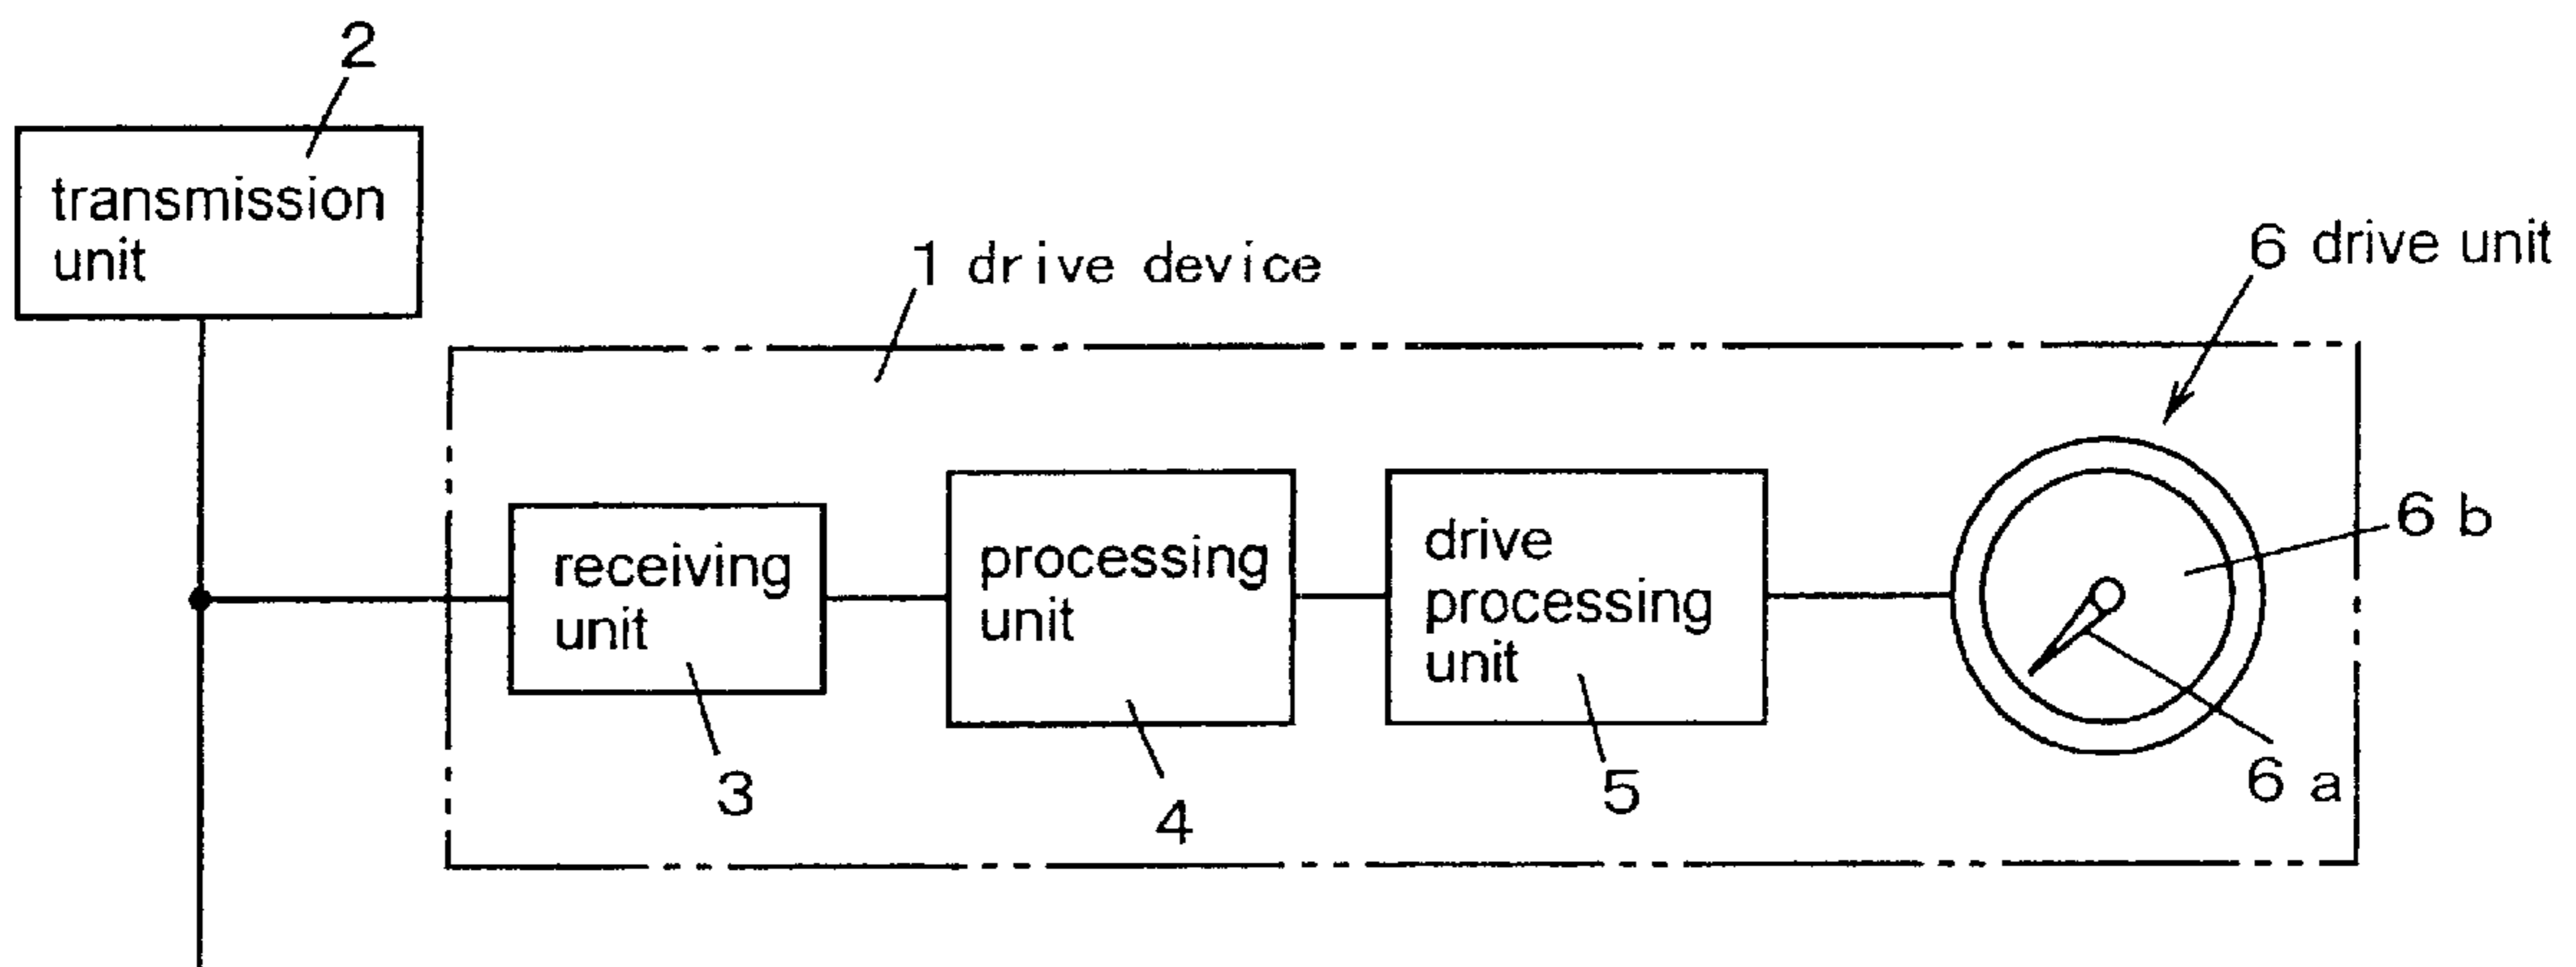 2
transmission
unit
1 drive device
6 drive unit
receiving
unit
processing
unit
drive
processing
unit
6 b
6 a
3
4
5